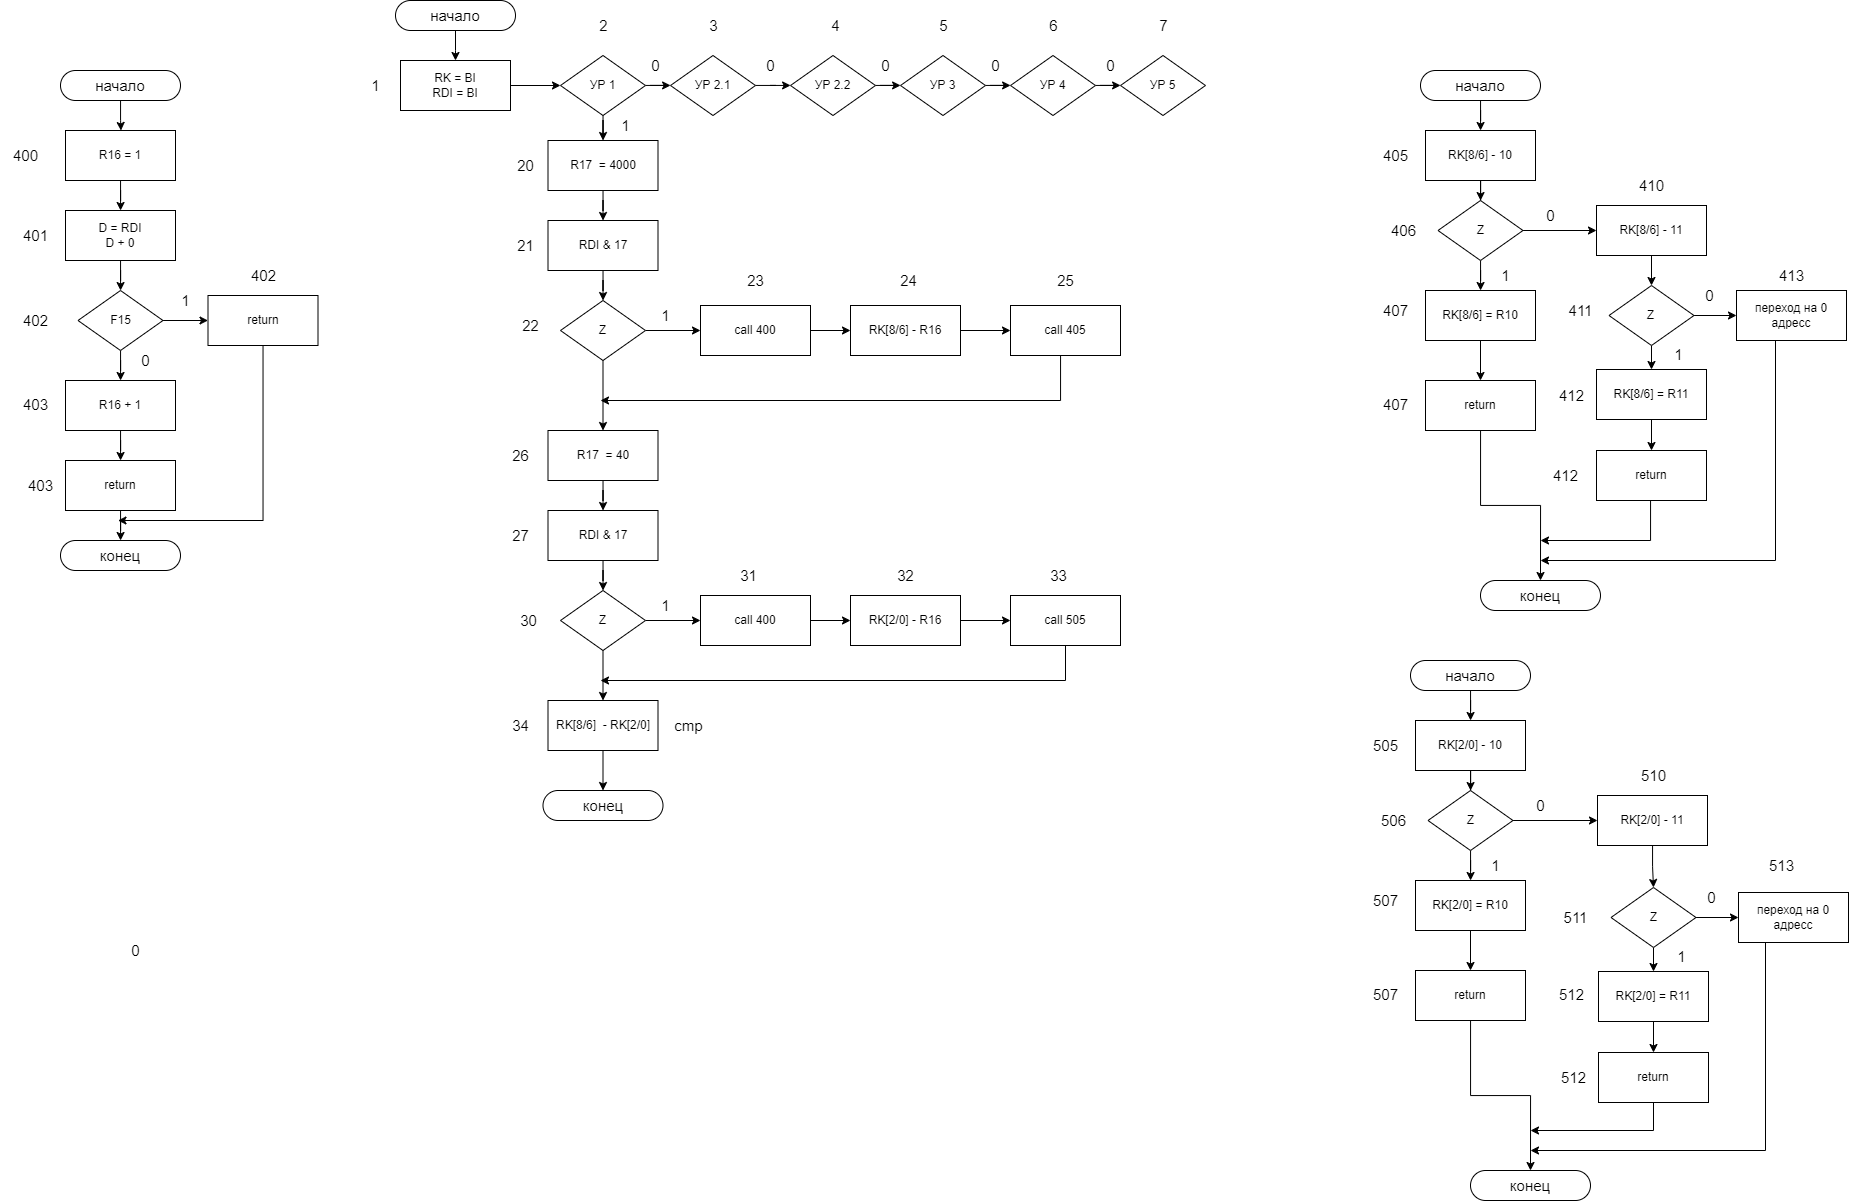 начало
400
R16 = 1
401
D = RDI
D + 0
402
F15
1
402
return
0
403
R16 + 1
403
return
конец
0
начало
1
RK = BI
RDI = BI
2
УР 1
0
3
УР 2.1
0
4
УР 2.2
0
5
УР 3
0
6
УР 4
0
7
УР 5
1
20
R17 = 4000
21
RDI & 17
22
Z
1
23
call 400
24
RK[8/6] - R16
25
call 405
26
R17 = 40
27
RDI & 17
30
Z
1
31
call 400
32
RK[2/0] - R16
33
call 505
34
RK[8/6] - RK[2/0]
cmp
конец
начало
405
RK[8/6] - 10
406
Z
0
410
RK[8/6] - 11
1
407
RK[8/6] = R10
407
return
411
Z
0
413
переход на 0
адресс
1
412
RK[8/6] = R11
412
return
конец
начало
505
RK[2/0] - 10
506
Z
0
510
RK[2/0] - 11
1
507
RK[2/0] = R10
507
return
511
Z
0
513
переход на 0
адресс
1
512
RK[2/0] = R11
512
return
конец